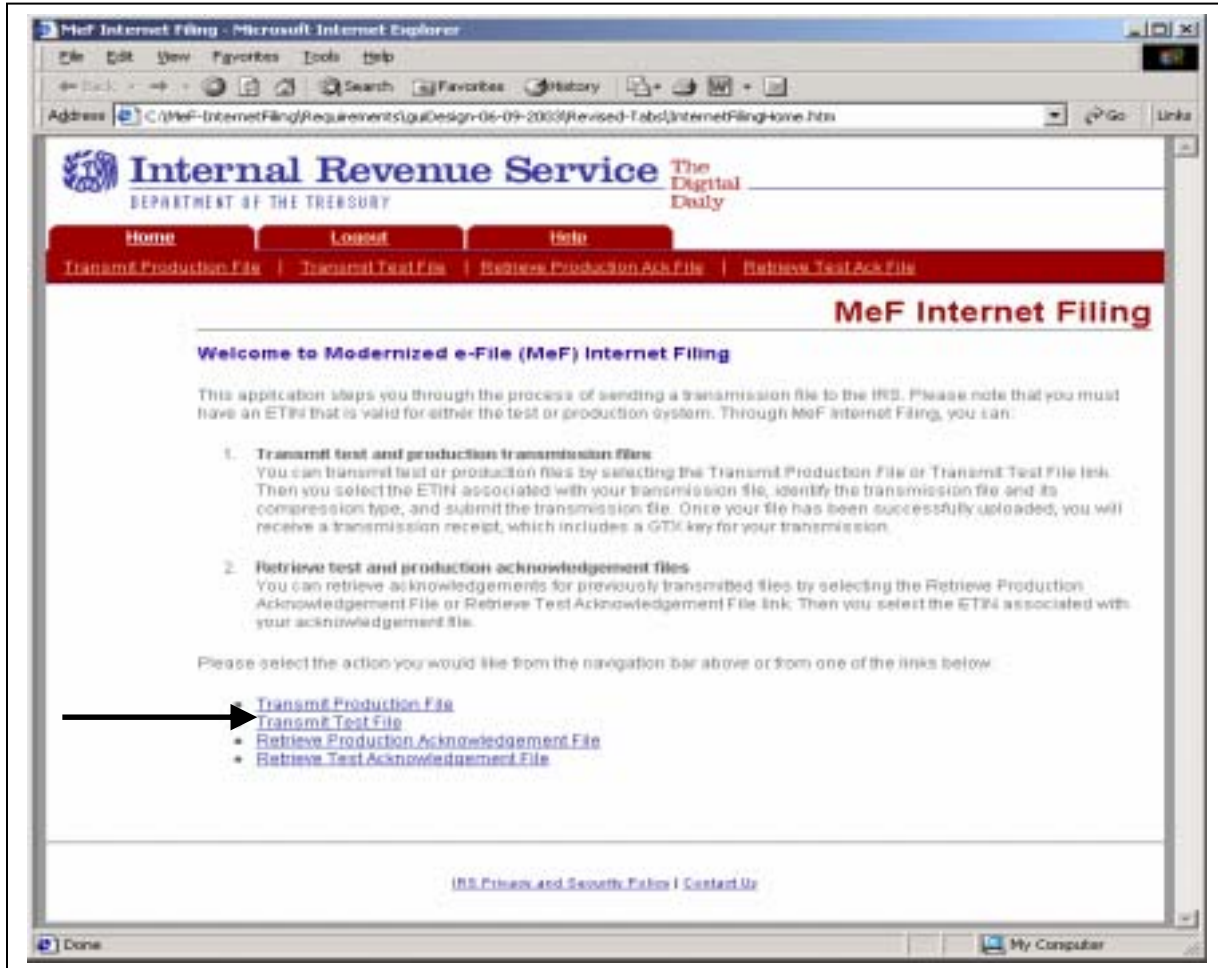 MeF Internet Filing - Microsoft Internet Explorer
File Edit View Favorites Tools Help
Back Search Favorites History
Address C:\MeF-InternetFiling\Requirements\guiDesign-06-09-2003\Revised-Tabs\InternetFilingHome.htm Go Links
Internal Revenue Service
DEPARTMENT OF THE TREASURY
The
Digital
Daily
Home Logout Help
Transmit Production File | Transmit Test File | Retrieve Production Ack File | Retrieve Test Ack File
MeF Internet Filing
Welcome to Modernized e-File (MeF) Internet Filing
This application steps you through the process of sending a transmission file to the IRS. Please note that you must
have an ETIN that is valid for either the test or production system. Through MeF Internet Filing, you can:
1. Transmit test and production transmission files
You can transmit test or production files by selecting the Transmit Production File or Transmit Test File link.
Then you select the ETIN associated with your transmission file, identify the transmission file and its
compression type, and submit the transmission file. Once your file has been successfully uploaded, you will
receive a transmission receipt, which includes a GTX key for your transmission.
2. Retrieve test and production acknowledgement files
You can retrieve acknowledgements for previously transmitted files by selecting the Retrieve Production
Acknowledgement File or Retrieve Test Acknowledgement File link. Then you select the ETIN associated with
your acknowledgement file.
Please select the action you would like from the navigation bar above or from one of the links below:
Transmit Production File
Transmit Test File
Retrieve Production Acknowledgement File
Retrieve Test Acknowledgement File
IRS Privacy and Security Policy | Contact Us
Done My Computer